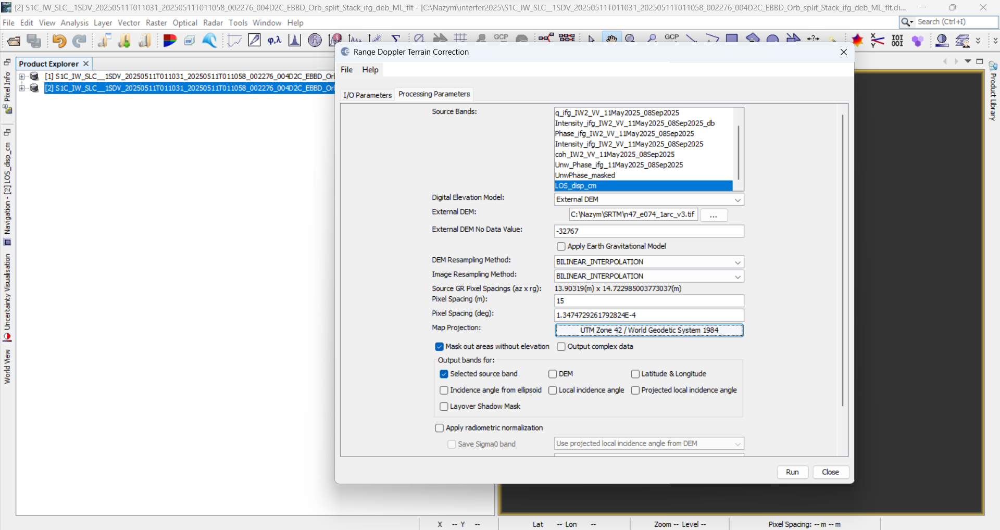 [2] S1C_IW_SLC__1SDV_20250511T011031_20250511T011058_002276_004D2C_EBBD_Orb_split_Stack_ifg_deb_ML_flt - [C:\Nazym\interfer2025\S1C_IW_SLC__1SDV_20250511T011031_20250511T011058_002276_004D2C_EBBD_Orb_split_Stack_ifg_deb_ML_flt.di...
File Edit View Analysis Layer Vector Raster Optical Radar Tools Window Help
Search (Ctrl+I)
φ,λ Σ GCP GCP
Range Doppler Terrain Correction
File Help
Product Explorer
[1] S1C_IW_SLC__1SDV_20250511T011031_20250511T011058_002276_004D2C_EBBD_Or
[2] S1C_IW_SLC__1SDV_20250511T011031_20250511T011058_002276_004D2C_EBBD_Or
Pixel Info
Navigation - [2] LOS_disp_cm
Uncertainty Visualisation
World View
Product Library
I/O Parameters Processing Parameters
Source Bands:
q_ifg_IW2_VV_11May2025_08Sep2025
Intensity_ifg_IW2_VV_11May2025_08Sep2025_db
Phase_ifg_IW2_VV_11May2025_08Sep2025
Intensity_ifg_IW2_VV_11May2025_08Sep2025
coh_IW2_VV_11May2025_08Sep2025
Unw_Phase_ifg_11May2025_08Sep2025
UnwPhase_masked
LOS_disp_cm
Digital Elevation Model: External DEM
External DEM: C:\Nazym\SRTM\n47_e074_1arc_v3.tif ...
External DEM No Data Value: -32767
Apply Earth Gravitational Model
DEM Resampling Method: BILINEAR_INTERPOLATION
Image Resampling Method: BILINEAR_INTERPOLATION
Source GR Pixel Spacings (az x rg): 13.90319(m) x 14.722985003773037(m)
Pixel Spacing (m): 15
Pixel Spacing (deg): 1.3474729261792824E-4
Map Projection: UTM Zone 42 / World Geodetic System 1984
Mask out areas without elevation Output complex data
Output bands for:
Selected source band DEM Latitude & Longitude
Incidence angle from ellipsoid Local incidence angle Projected local incidence angle
Layover Shadow Mask
Apply radiometric normalization
Save Sigma0 band Use projected local incidence angle from DEM
Run Close
X -- Y -- Lat -- Lon -- Zoom -- Level -- Pixel Spacing: -- m -- m